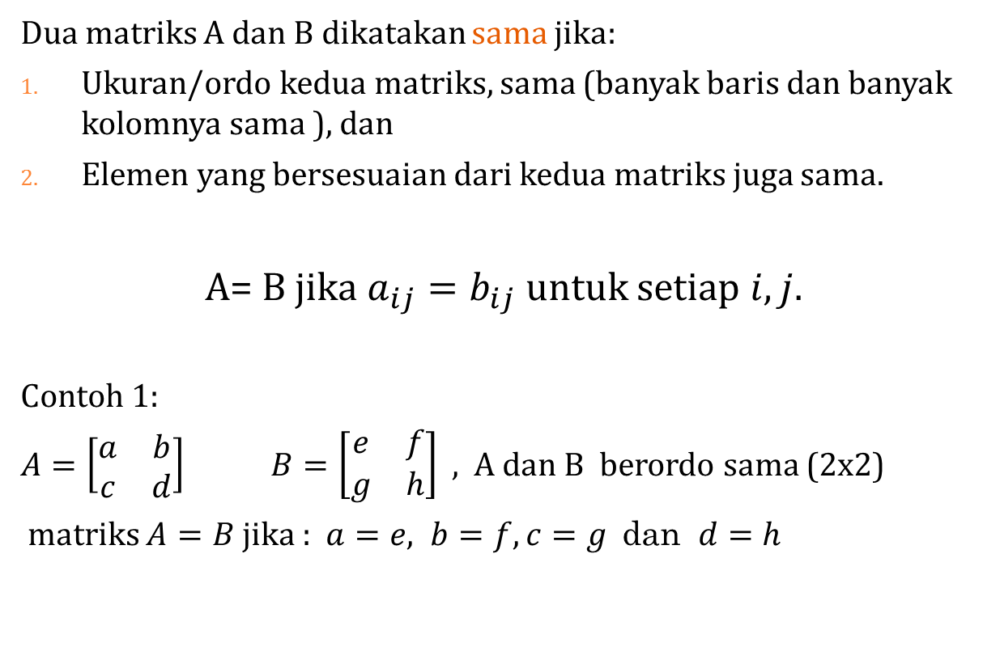 Dua matriks A dan B dikatakan sama jika:
1. Ukuran/ordo kedua matriks, sama (banyak baris dan banyak
kolomnya sama ), dan
2. Elemen yang bersesuaian dari kedua matriks juga sama.
A= B jika $a_{ij} = b_{ij}$ untuk setiap $i, j$.
Contoh 1:
$A = \begin{bmatrix} a & b \\ c & d \end{bmatrix}$ $B = \begin{bmatrix} e & f \\ g & h \end{bmatrix}$ , A dan B berordo sama (2x2)
matriks $A = B$ jika : $a = e$, $b = f, c = g$ dan $d = h$